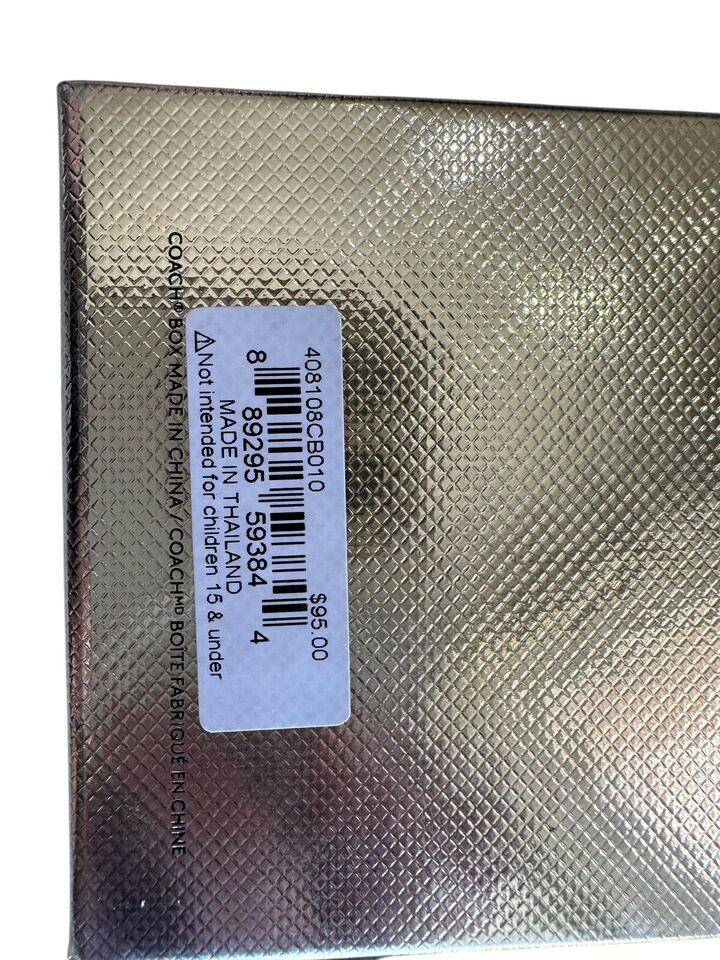 408108CB010 $95.00
8 89295 59384 4
MADE IN THAILAND
⚠Not intended for children 15 & under
COACH® BOX MADE IN CHINA / COACHMD BOÎTE FABRIQUÉ EN CHINE